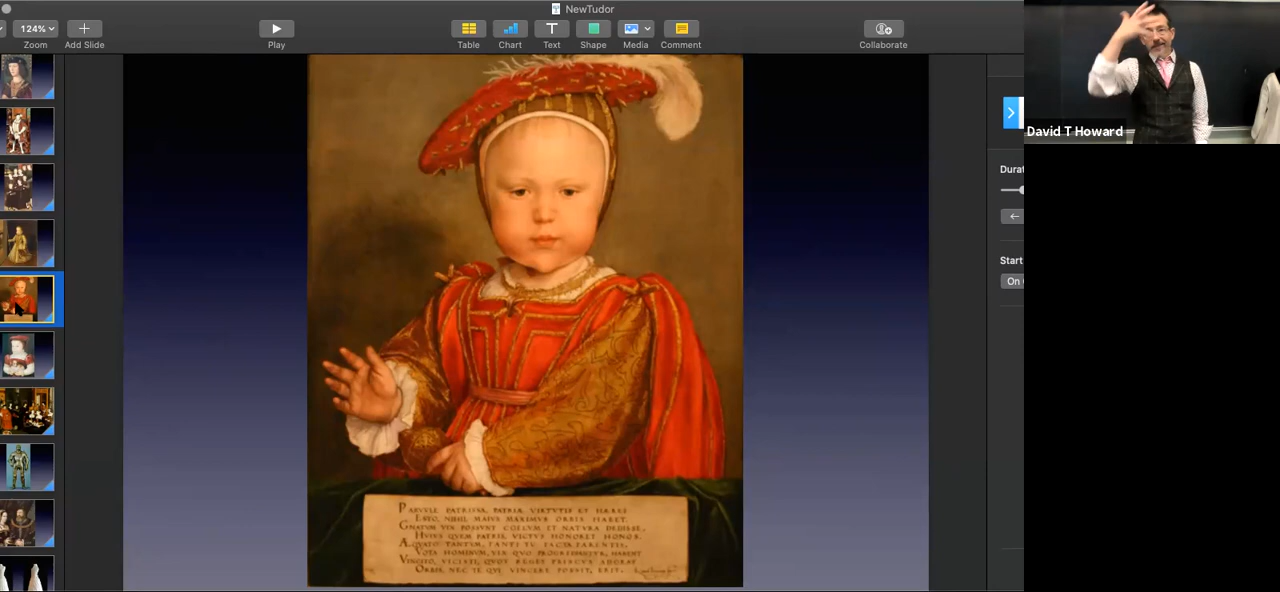 NewTudor
124%
Zoom
Add Slide
Play
Table
Chart
Text
Shape
Media
Comment
Collaborate
David T Howard
Durat
Start
On
PARVVLE PATRISSA, PATRIÆ VIRTVTIS ET HÆRES
ESTO, NIHIL MAIVS MAXIMVS ORBIS HABET.
GNATVM VIX POSSVNT COELVM ET NATVRA DEDISSE,
HVIVS QVEM PATRIS, VICTVS HONORET HONOS.
ÆQVATO TANTVM, TANTI TV FACTA PARENTIS,
VOTA HOMINVM, VIX QVO PROGREDIANTVR, HABENT
VINCITO, VICISTI, QVOT REGES PRISCVS ADORAT
ORBIS, NEC TE QVI VINCERE POSSIT, ERIT.